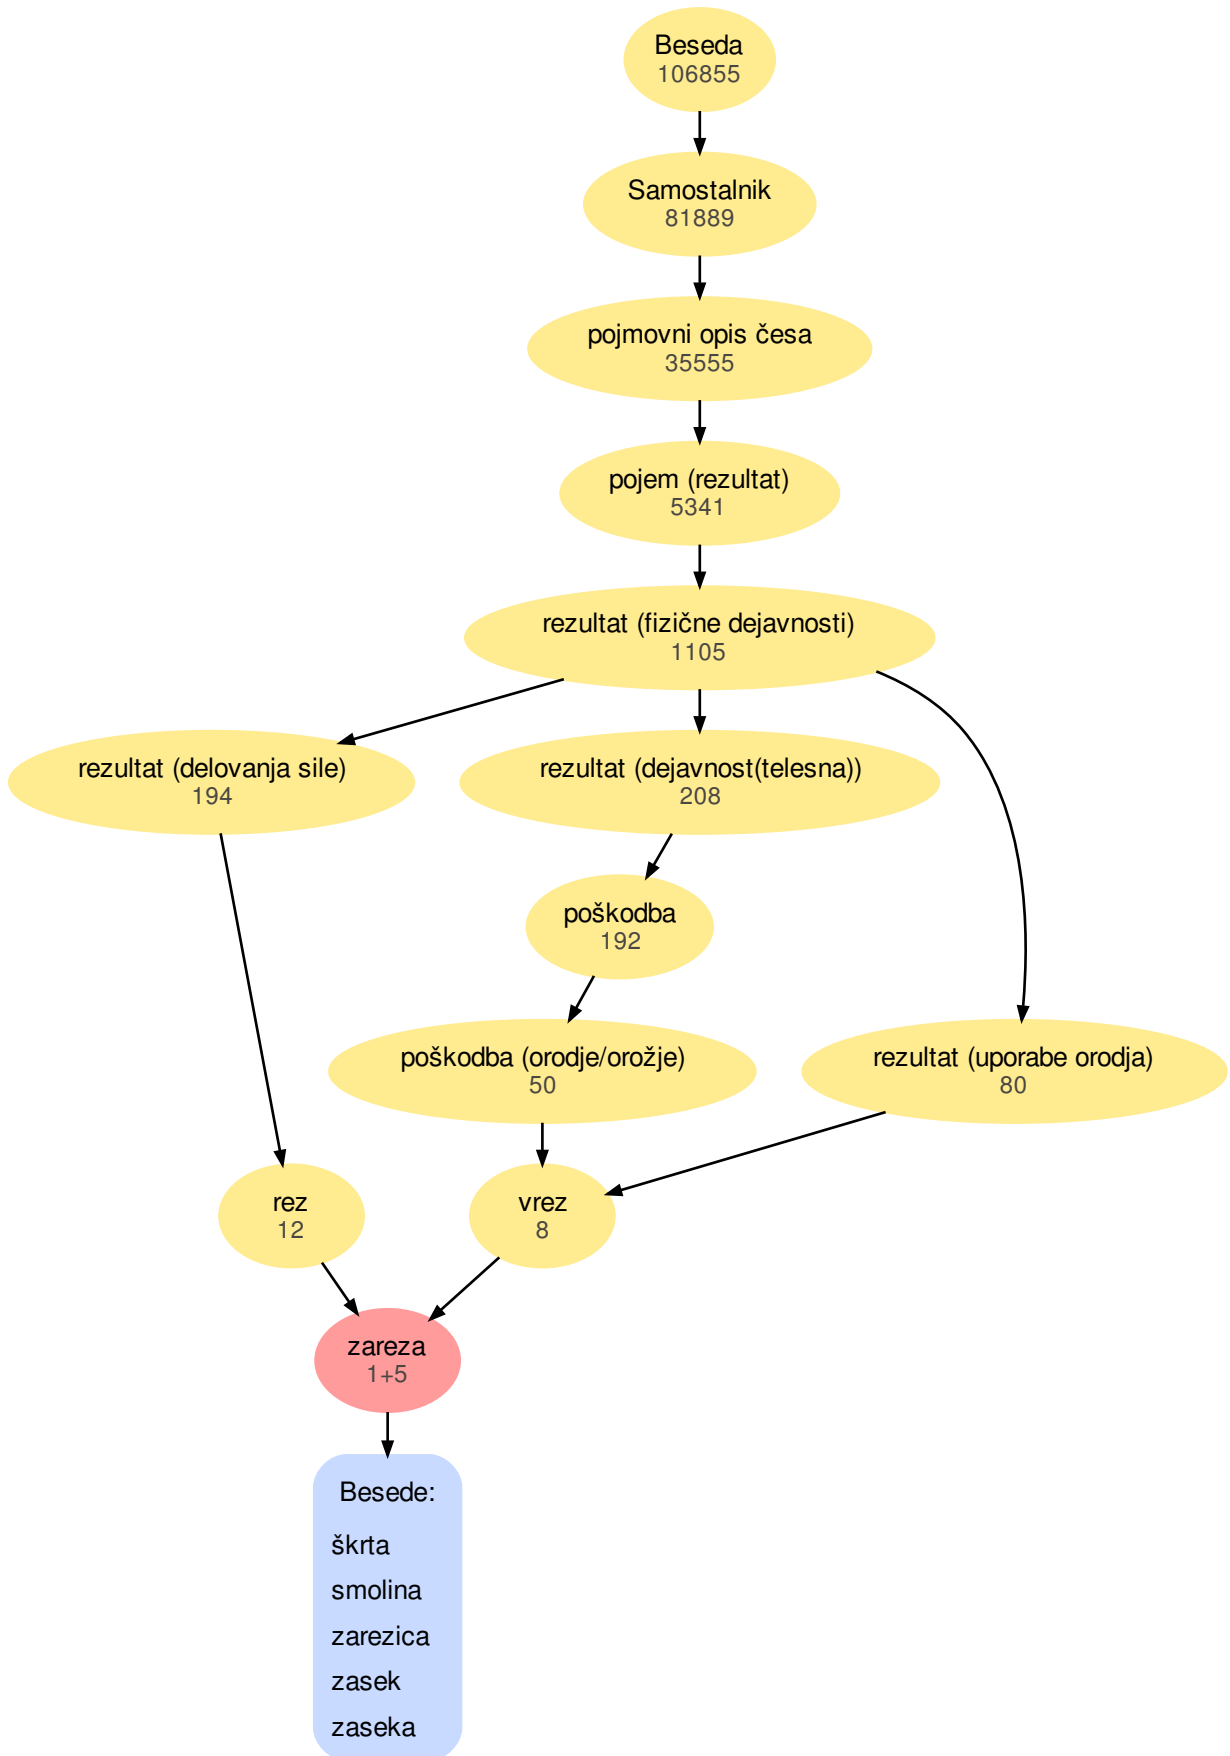 Beseda
106855
Samostalnik
81889
pojmovni opis česa
35555
pojem (rezultat)
5341
rezultat (fizične dejavnosti)
1105
rezultat (delovanja sile)
194
rezultat (dejavnost(telesna))
208
poškodba
192
poškodba (orodje/orožje)
50
rezultat (uporabe orodja)
80
rez
12
vrez
8
zareza
1+5
Besede:
škrta
smolina
zarezica
zasek
zaseka